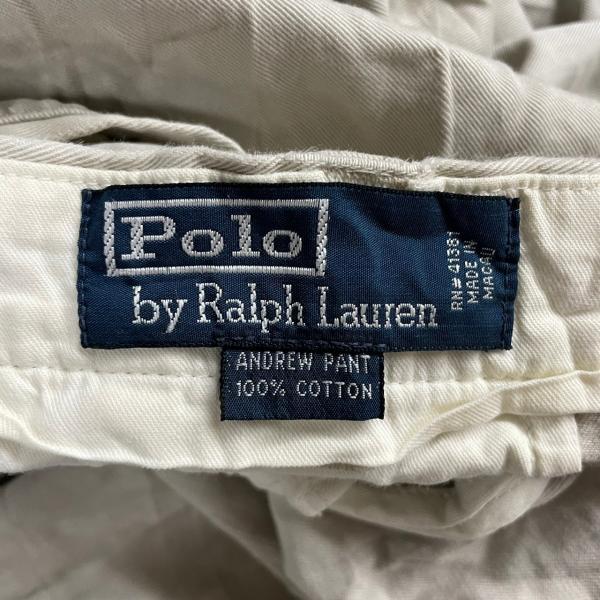 Polo
by Ralph Lauren
RN# 41381
MADE IN
MACAU
ANDREW PANT
100% COTTON